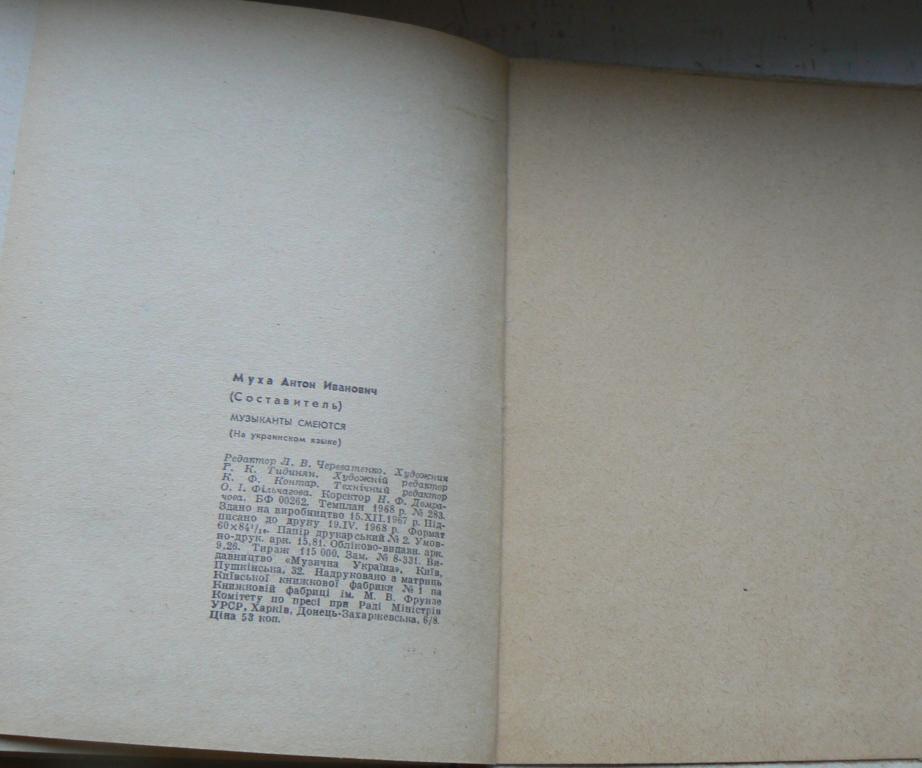 Муха Антон Иванович
(Составитель)
МУЗЫКАНТЫ СМЕЮТСЯ
(На украинском языке)
Редактор Л. В. Череватенко. Художник
Г. К. Тидинян. Художній редактор
К. Ф. Контар. Технічний редактор
О. І. Фільчагова. Коректор Н. Ф. Домра-
чова. БФ 00262. Темплан 1968 р. № 283.
Здано на виробництво 15.XII.1967 р. Під-
писано до друку 19.IV. 1968 р. Формат
60×84¹/₁₆. Папір друкарський № 2. Умов-
но-друк. арк. 15,81. Обліково-видавн. арк.
9,26. Тираж 115 000. Зам. № 8-331. Ви-
давництво «Музична Україна», Київ,
Пушкінська, 32. Надруковано з матриць
Київської книжкової фабрики № 1 на
Книжковій фабриці ім. М. В. Фрунзе
Комітету по пресі при Раді Міністрів
УРСР, Харків, Донець-Захаржевська, 6/8.
Ціна 53 коп.